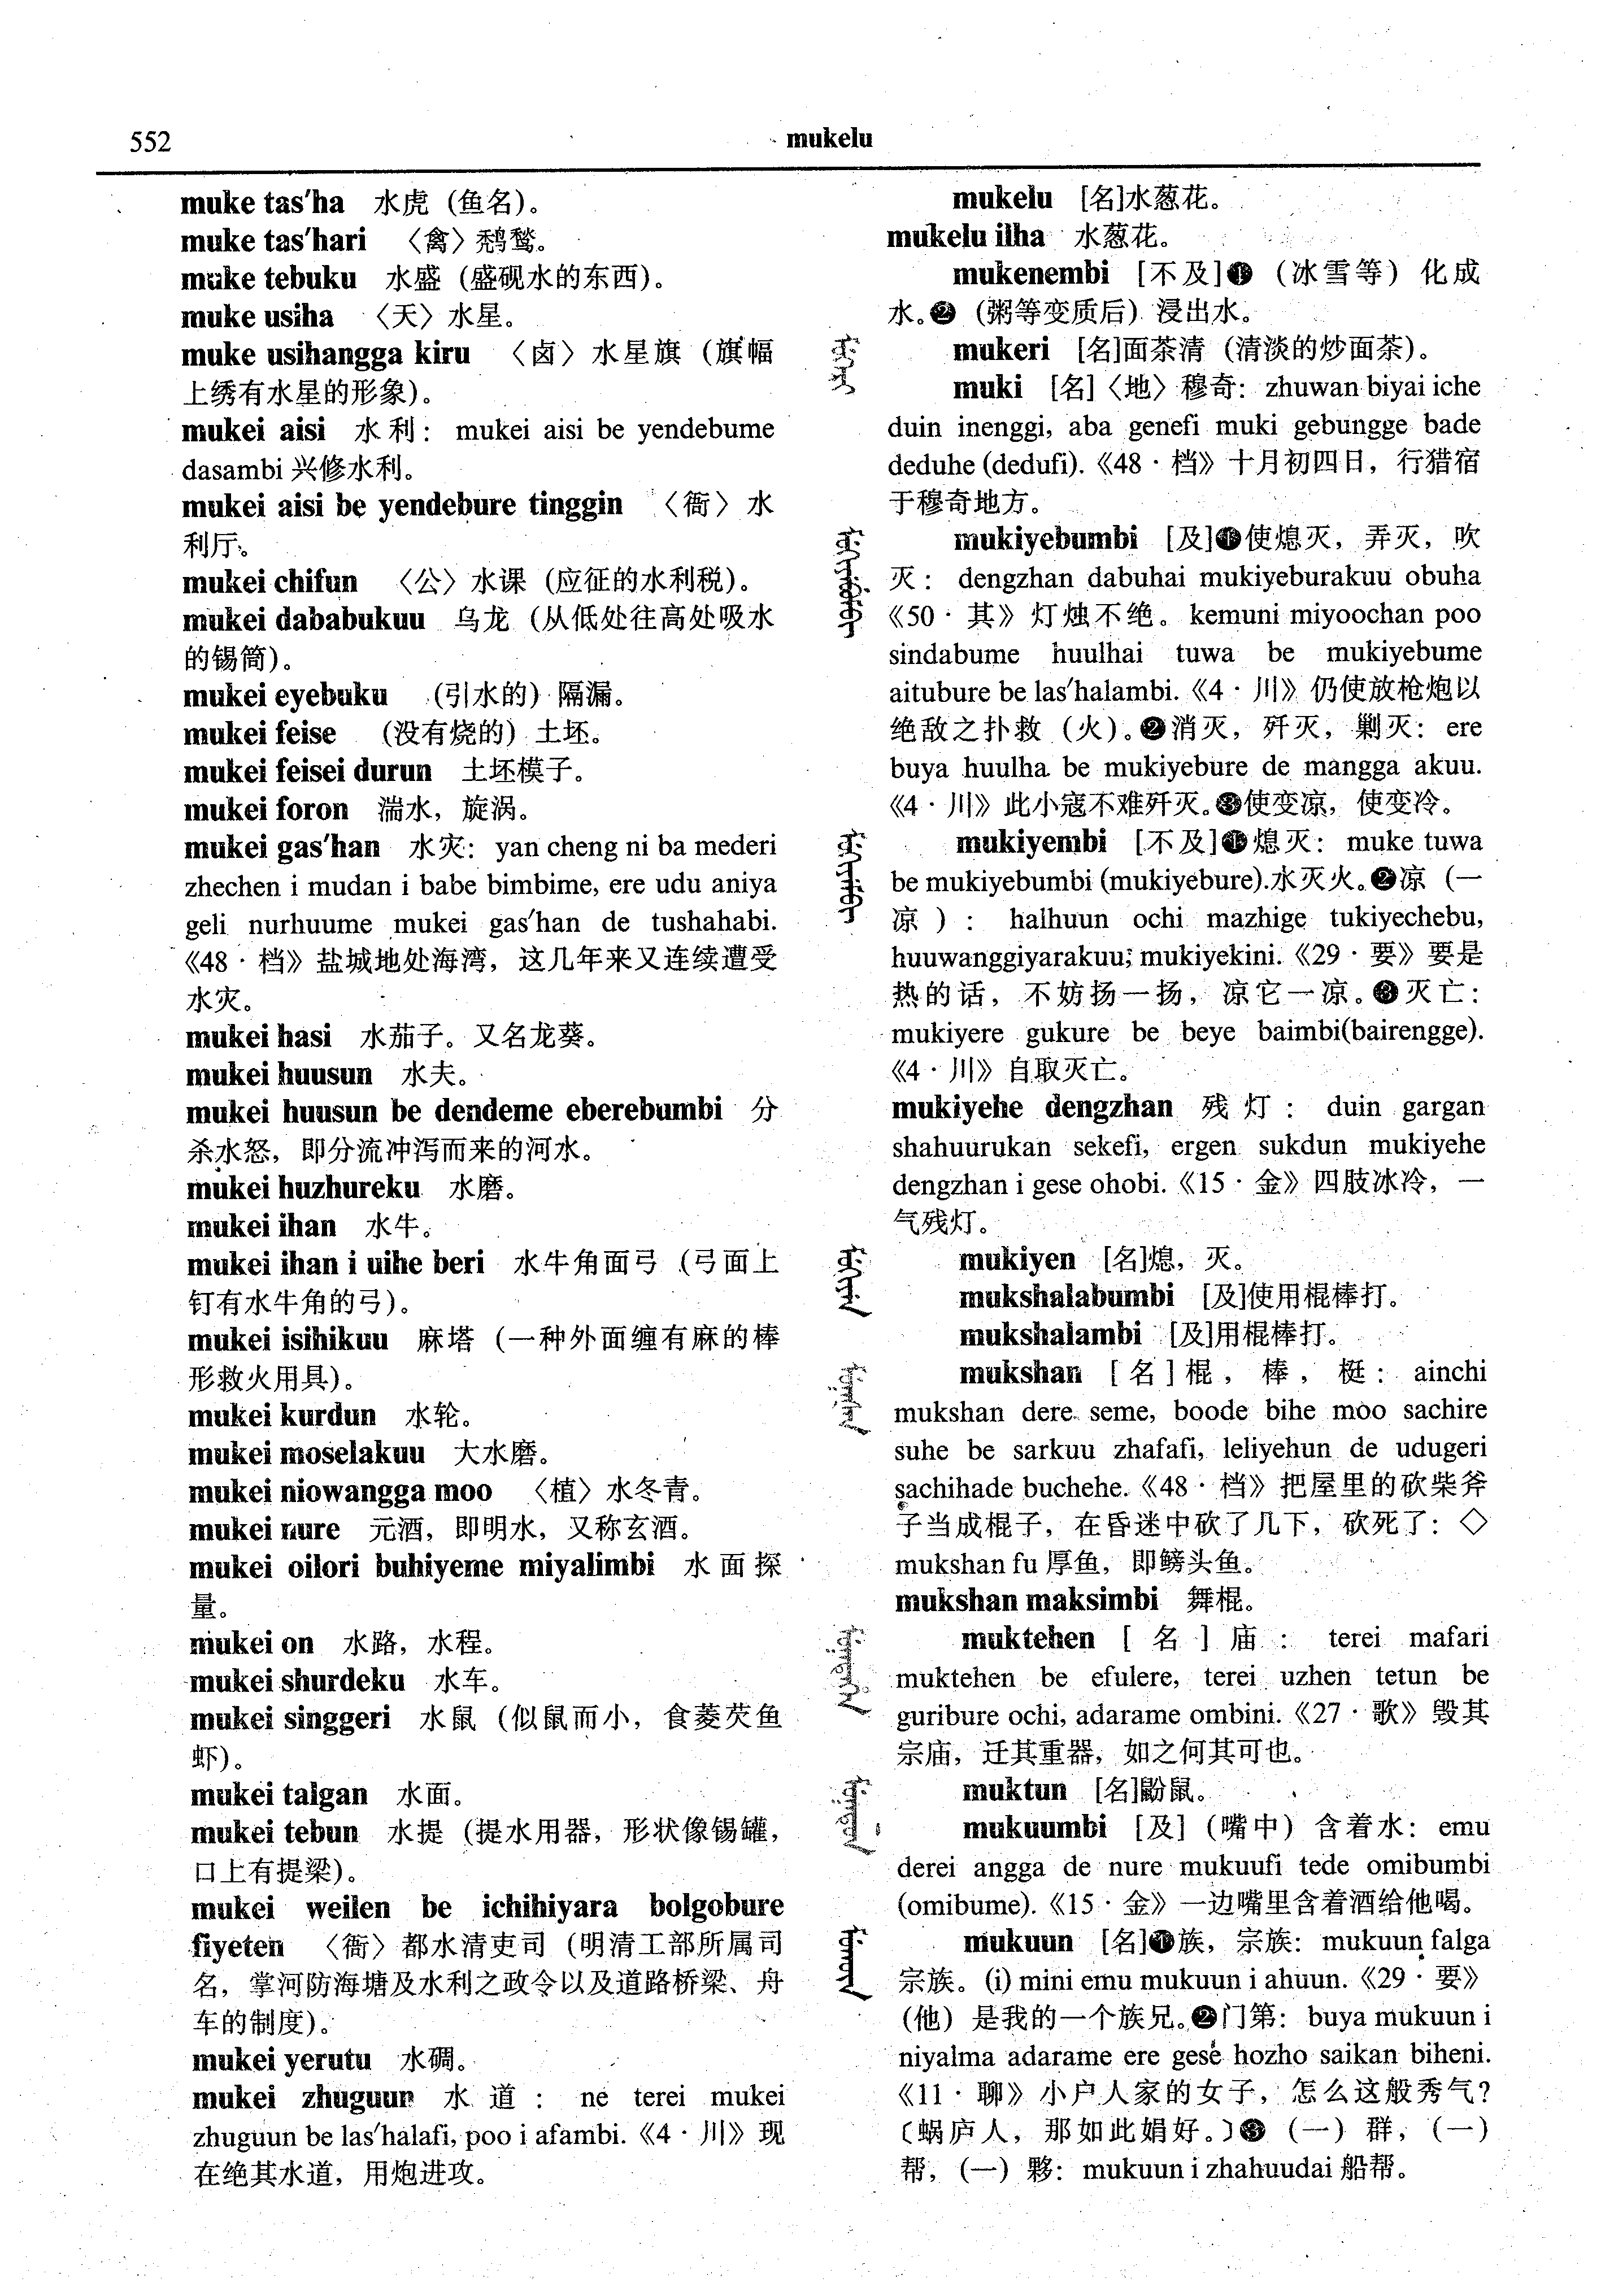 552
mukelu
muke tas'ha 水虎 (鱼名)。
muke tas'hari 〈禽〉秃鹙。
muke tebuku 水盛 (盛砚水的东西)。
muke usiha 〈天〉水星。
muke usihangga kiru 〈卤〉水星旗 (旗幅
上绣有水星的形象)。
mukei aisi 水利: mukei aisi be yendebume
dasambi 兴修水利。
mukei aisi be yendebure tinggin 〈衙〉水
利厅。
mukei chifun 〈公〉水课 (应征的水利税)。
mukei dababukuu 乌龙 (从低处往高处吸水
的锡筒)。
mukei eyebuku (引水的) 隔漏。
mukei feise (没有烧的) 土坯。
mukei feisei durun 土坯模子。
mukei foron 湍水, 旋涡。
mukei gas'han 水灾: yan cheng ni ba mederi
zhechen i mudan i babe bimbime, ere udu aniya
geli nurhuume mukei gas'han de tushahabi.
《48 · 档》盐城地处海湾, 这几年来又连续遭受
水灾。
mukei hasi 水茄子。又名龙葵。
mukei huusun 水夫。
mukei huusun be dendeme eberebumbi 分
杀水怒, 即分流冲泻而来的河水。
mukei huzhureku 水磨。
mukei ihan 水牛。
mukei ihan i uihe beri 水牛角面弓 (弓面上
钉有水牛角的弓)。
mukei isihikuu 麻塔 (一种外面缠有麻的棒
形救火用具)。
mukei kurdun 水轮。
mukei moselakuu 大水磨。
mukei niowangga moo 〈植〉水冬青。
mukei nure 元酒, 即明水, 又称玄酒。
mukei oilori buhiyeme miyalimbi 水面探
量。
mukei on 水路, 水程。
mukei shurdeku 水车。
mukei singgeri 水鼠 (似鼠而小, 食菱芡鱼
虾)。
mukei talgan 水面。
mukei tebun 水提 (提水用器, 形状像锡罐,
口上有提梁)。
mukei weilen be ichihiyara bolgobure
fiyeten 〈衙〉都水清吏司 (明清工部所属司
名, 掌河防海塘及水利之政令以及道路桥梁、舟
车的制度)。
mukei yerutu 水碉。
mukei zhuguun 水道: ne terei mukei
zhuguun be las'halafi, poo i afambi.《4 · 川》现
在绝其水道, 用炮进攻。
mukelu [名]水葱花。
mukelu ilha 水葱花。
mukenembi [不及]❶ (冰雪等) 化成
水。❷ (粥等变质后) 浸出水。
mukeri [名]面茶清 (清淡的炒面茶)。
muki [名]〈地〉穆奇: zhuwan biyai iche
duin inenggi, aba genefi muki gebungge bade
deduhe (dedufi).《48 · 档》十月初四日, 行猎宿
于穆奇地方。
mukiyebumbi [及]❶使熄灭, 弄灭, 吹
灭: dengzhan dabuhai mukiyeburakuu obuha
《50 · 其》灯烛不绝。kemuni miyoochan poo
sindabume huulhai tuwa be mukiyebume
aitubure be las'halambi.《4 · 川》仍使放枪炮以
绝敌之扑救 (火)。❷消灭, 歼灭, 剿灭: ere
buya huulha be mukiyebure de mangga akuu.
《4 · 川》此小寇不难歼灭。❸使变凉, 使变冷。
mukiyembi [不及]❶熄灭: muke tuwa
be mukiyebumbi (mukiyebure).水灭火。❷凉 (一
凉): halhuun ochi mazhige tukiyechebu,
huuwanggiyarakuu; mukiyekini.《29 · 要》要是
热的话, 不妨扬一扬, 凉它一凉。❸灭亡:
mukiyere gukure be beye baimbi(bairengge).
《4 · 川》自取灭亡。
mukiyehe dengzhan 残灯: duin gargan
shahuurukan sekefi, ergen sukdun mukiyehe
dengzhan i gese ohobi.《15 · 金》四肢冰冷, 一
气残灯。
mukiyen [名]熄, 灭。
mukshalabumbi [及]使用棍棒打。
mukshalambi [及]用棍棒打。
mukshan [名]棍, 棒, 梃: ainchi
mukshan dere seme, boode bihe moo sachire
suhe be sarkuu zhafafi, leliyehun de udugeri
sachihade buchehe.《48 · 档》把屋里的砍柴斧
子当成棍子, 在昏迷中砍了几下, 砍死了: ◇
mukshan fu 厚鱼, 即鳑头鱼。
mukshan maksimbi 舞棍。
muktehen [名]庙: terei mafari
muktehen be efulere, terei uzhen tetun be
guribure ochi, adarame ombini.《27 · 歌》毁其
宗庙, 迁其重器, 如之何其可也。
muktun [名]鼢鼠。
mukuumbi [及] (嘴中) 含着水: emu
derei angga de nure mukuufi tede omibumbi
(omibume).《15 · 金》一边嘴里含着酒给他喝。
mukuun [名]❶族, 宗族: mukuun falga
宗族。(i) mini emu mukuun i ahuun.《29 · 要》
(他) 是我的一个族兄。❷门第: buya mukuun i
niyalma adarame ere gese hozho saikan biheni.
《11 · 聊》小户人家的女子, 怎么这般秀气?
〔蜗庐人, 那如此娟好。〕❸ (一) 群, (一)
帮, (一) 夥: mukuun i zhahuudai 船帮。